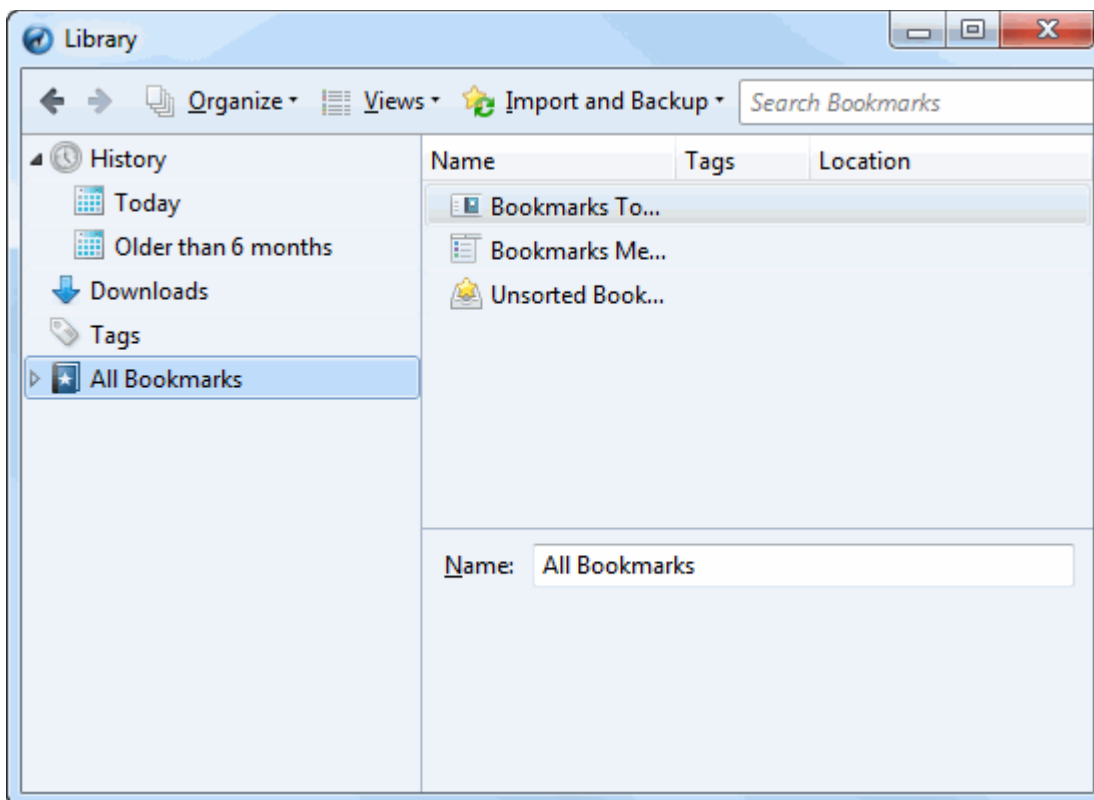 Library
Organize Views Import and Backup Search Bookmarks
History
Today
Older than 6 months
Downloads
Tags
All Bookmarks
Name Tags Location
Bookmarks To...
Bookmarks Me...
Unsorted Book...
Name: All Bookmarks